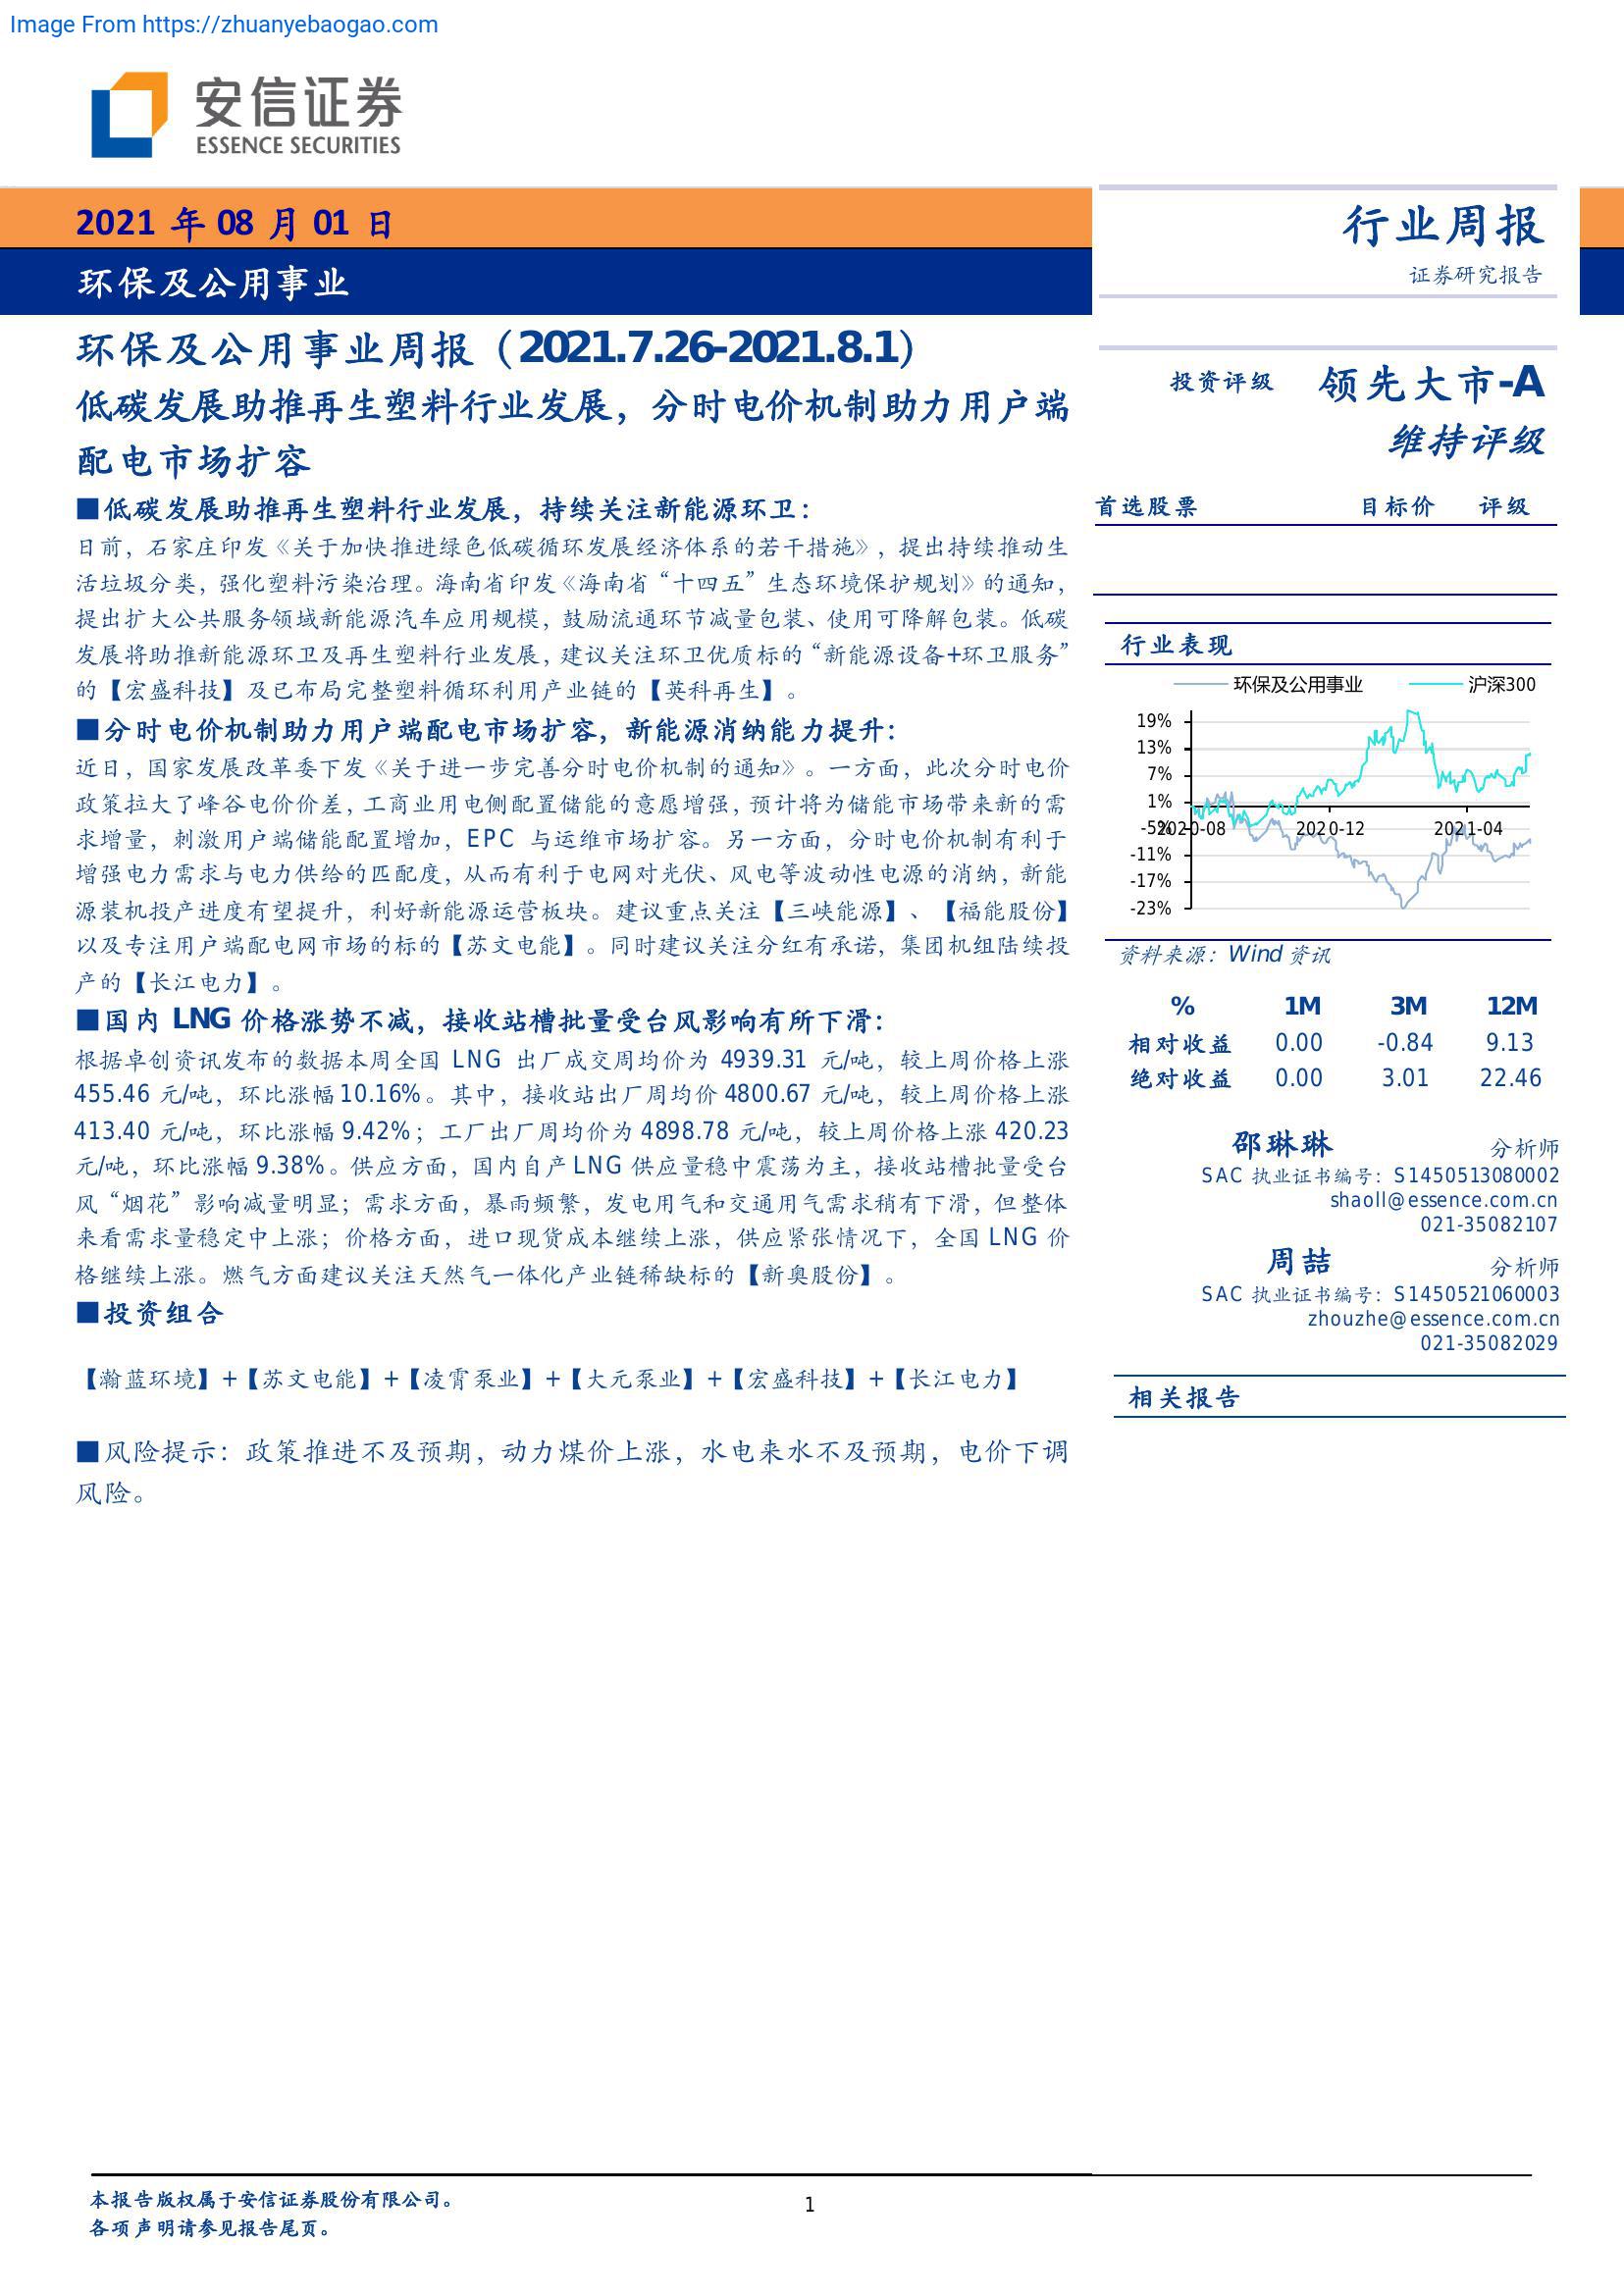 Image From https://zhuanyebaogao.com
安信证券
ESSENCE SECURITIES
2021 年 08 月 01 日
环保及公用事业
行业周报
证券研究报告
环保及公用事业周报（2021.7.26-2021.8.1）
低碳发展助推再生塑料行业发展，分时电价机制助力用户端
配电市场扩容
■低碳发展助推再生塑料行业发展，持续关注新能源环卫：
日前，石家庄印发《关于加快推进绿色低碳循环发展经济体系的若干措施》，提出持续推动生
活垃圾分类，强化塑料污染治理。海南省印发《海南省“十四五”生态环境保护规划》的通知，
提出扩大公共服务领域新能源汽车应用规模，鼓励流通环节减量包装、使用可降解包装。低碳
发展将助推新能源环卫及再生塑料行业发展，建议关注环卫优质标的“新能源设备+环卫服务”
的【宏盛科技】及已布局完整塑料循环利用产业链的【英科再生】。
■分时电价机制助力用户端配电市场扩容，新能源消纳能力提升：
近日，国家发展改革委下发《关于进一步完善分时电价机制的通知》。一方面，此次分时电价
政策拉大了峰谷电价价差，工商业用电侧配置储能的意愿增强，预计将为储能市场带来新的需
求增量，刺激用户端储能配置增加，EPC 与运维市场扩容。另一方面，分时电价机制有利于
增强电力需求与电力供给的匹配度，从而有利于电网对光伏、风电等波动性电源的消纳，新能
源装机投产进度有望提升，利好新能源运营板块。建议重点关注【三峡能源】、【福能股份】
以及专注用户端配电网市场的标的【苏文电能】。同时建议关注分红有承诺，集团机组陆续投
产的【长江电力】。
■国内 LNG 价格涨势不减，接收站槽批量受台风影响有所下滑：
根据卓创资讯发布的数据本周全国 LNG 出厂成交周均价为 4939.31 元/吨，较上周价格上涨
455.46 元/吨，环比涨幅 10.16%。其中，接收站出厂周均价 4800.67 元/吨，较上周价格上涨
413.40 元/吨，环比涨幅 9.42%；工厂出厂周均价为 4898.78 元/吨，较上周价格上涨 420.23
元/吨，环比涨幅 9.38%。供应方面，国内自产 LNG 供应量稳中震荡为主，接收站槽批量受台
风“烟花”影响减量明显；需求方面，暴雨频繁，发电用气和交通用气需求稍有下滑，但整体
来看需求量稳定中上涨；价格方面，进口现货成本继续上涨，供应紧张情况下，全国 LNG 价
格继续上涨。燃气方面建议关注天然气一体化产业链稀缺标的【新奥股份】。
■投资组合
【瀚蓝环境】+【苏文电能】+【凌霄泵业】+【大元泵业】+【宏盛科技】+【长江电力】
■风险提示：政策推进不及预期，动力煤价上涨，水电来水不及预期，电价下调
风险。
投资评级 领先大市-A
维持评级
首选股票 目标价 评级
行业表现
环保及公用事业 沪深300
19%
13%
7%
1%
-5%
-11%
-17%
-23%
2020-08 2020-12 2021-04
资料来源：Wind 资讯
% 1M 3M 12M
相对收益 0.00 -0.84 9.13
绝对收益 0.00 3.01 22.46
邵琳琳 分析师
SAC 执业证书编号：S1450513080002
shaoll@essence.com.cn
021-35082107
周喆 分析师
SAC 执业证书编号：S1450521060003
zhouzhe@essence.com.cn
021-35082029
相关报告
本报告版权属于安信证券股份有限公司。
各项声明请参见报告尾页。
1